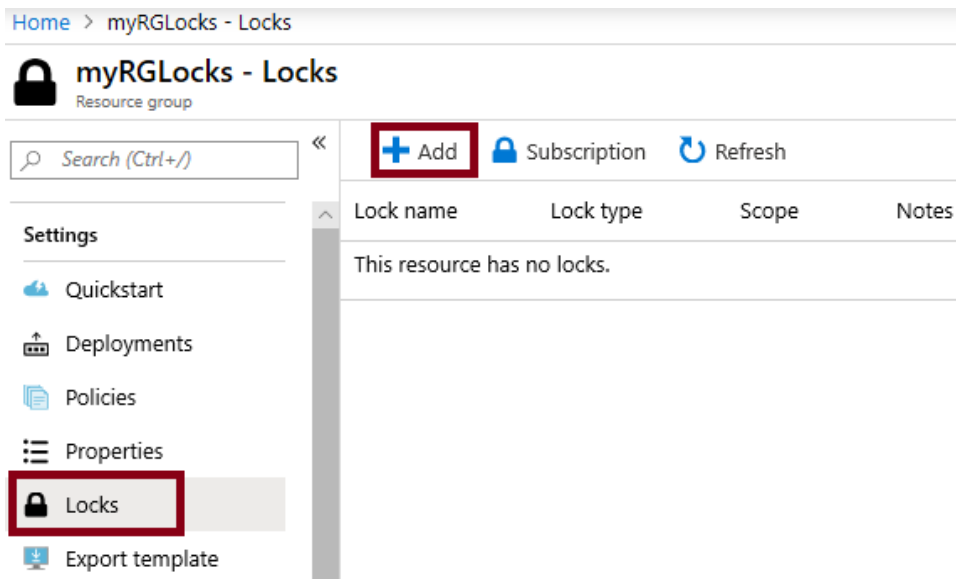 Home > myRGLocks - Locks
myRGLocks - Locks
Resource group
Search (Ctrl+/)
«
Settings
Quickstart
Deployments
Policies
Properties
Locks
Export template
Add Subscription Refresh
Lock name Lock type Scope Notes
This resource has no locks.